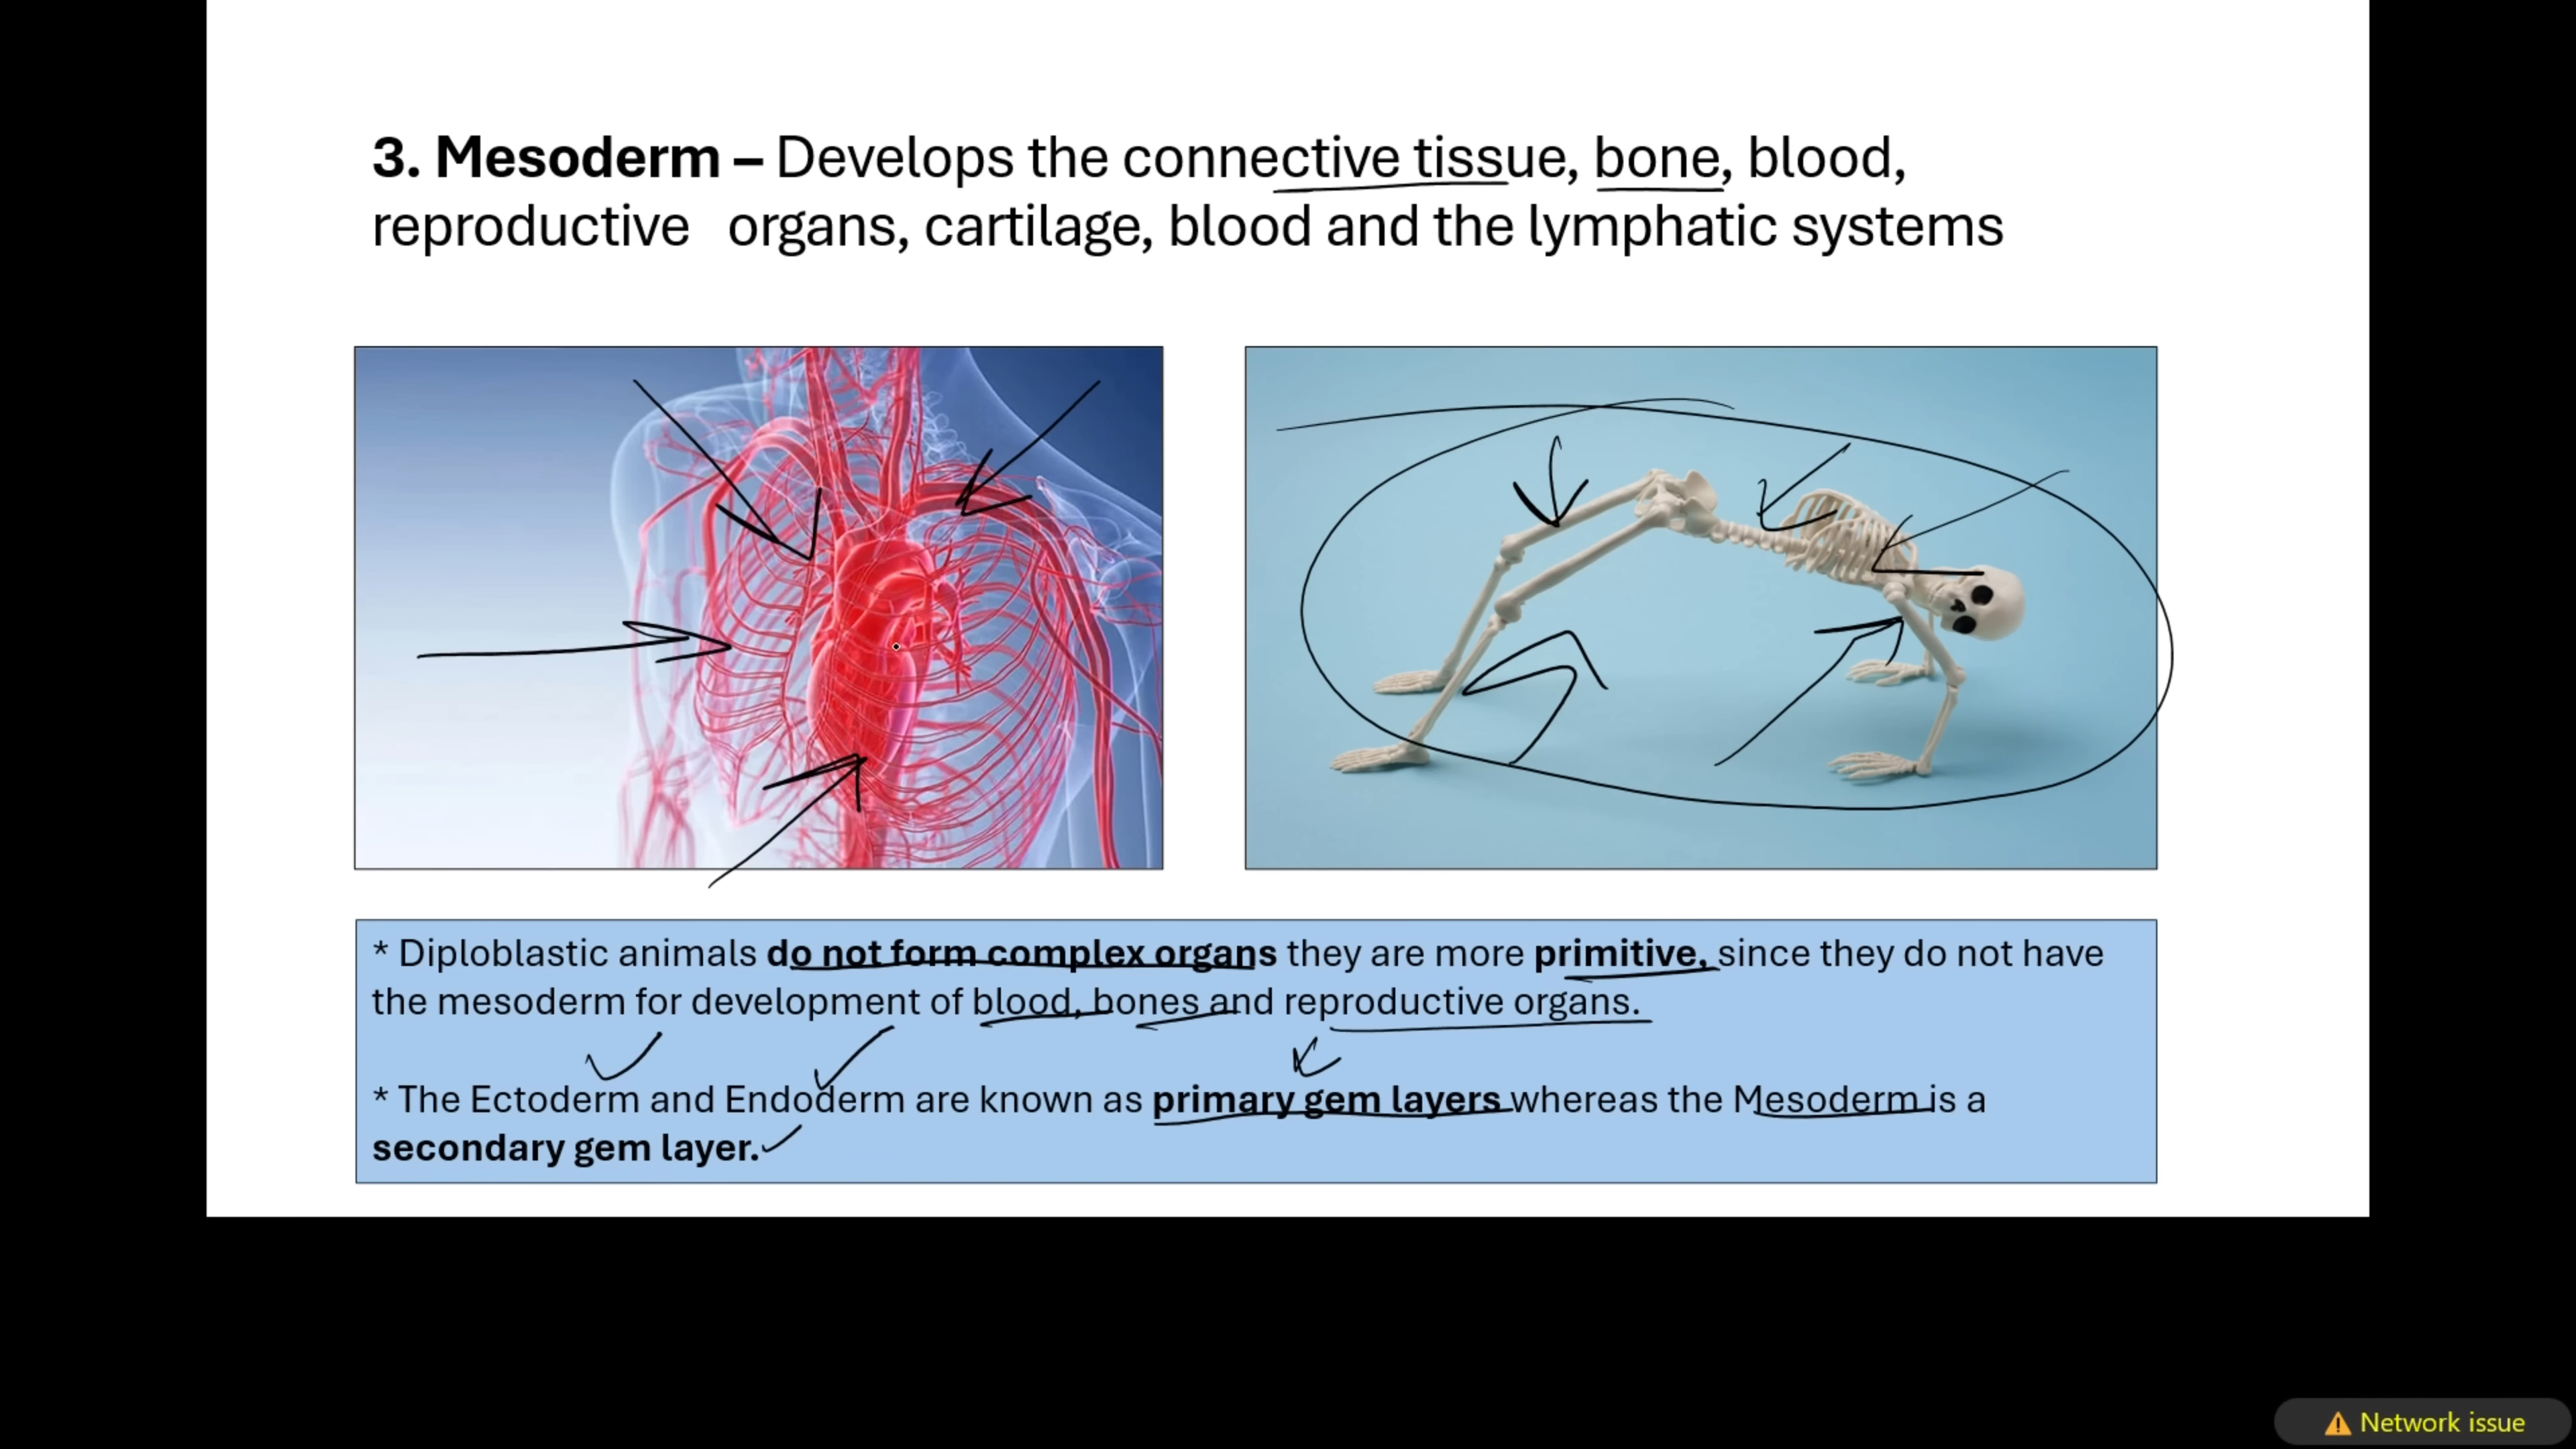 3. Mesoderm – Develops the connective tissue, bone, blood,
reproductive organs, cartilage, blood and the lymphatic systems
* Diploblastic animals do not form complex organs they are more primitive, since they do not have
the mesoderm for development of blood, bones and reproductive organs.
* The Ectoderm and Endoderm are known as primary gem layers whereas the Mesoderm is a
secondary gem layer.
Network issue